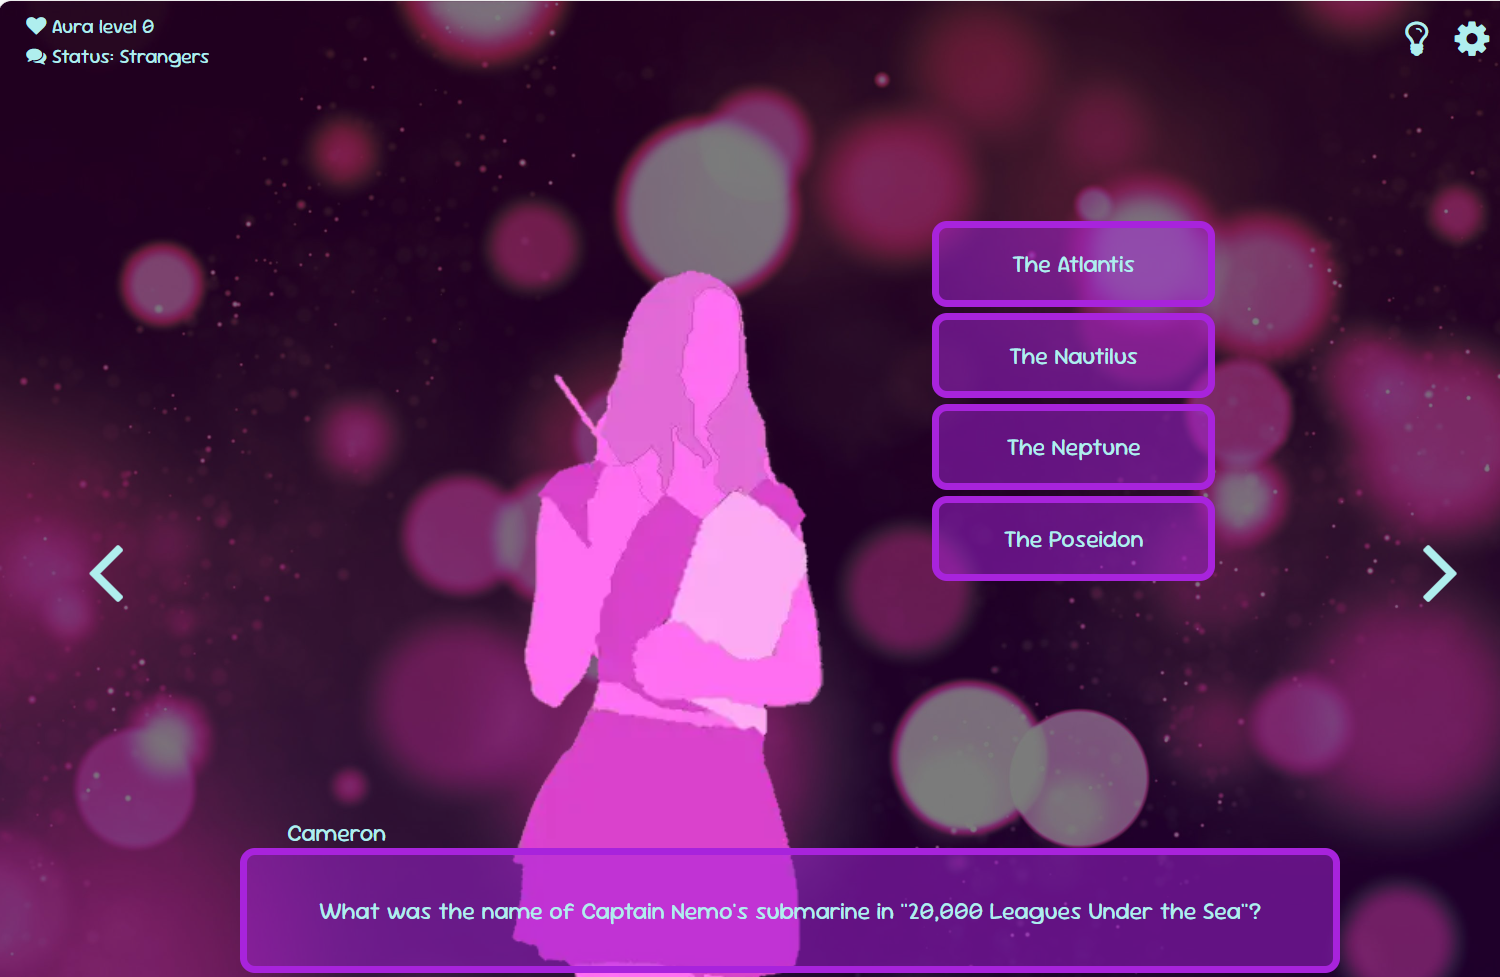 Aura level 0
Status: Strangers
The Atlantis
The Nautilus
The Neptune
The Poseidon
Cameron
What was the name of Captain Nemo's submarine in "20,000 Leagues Under the Sea"?